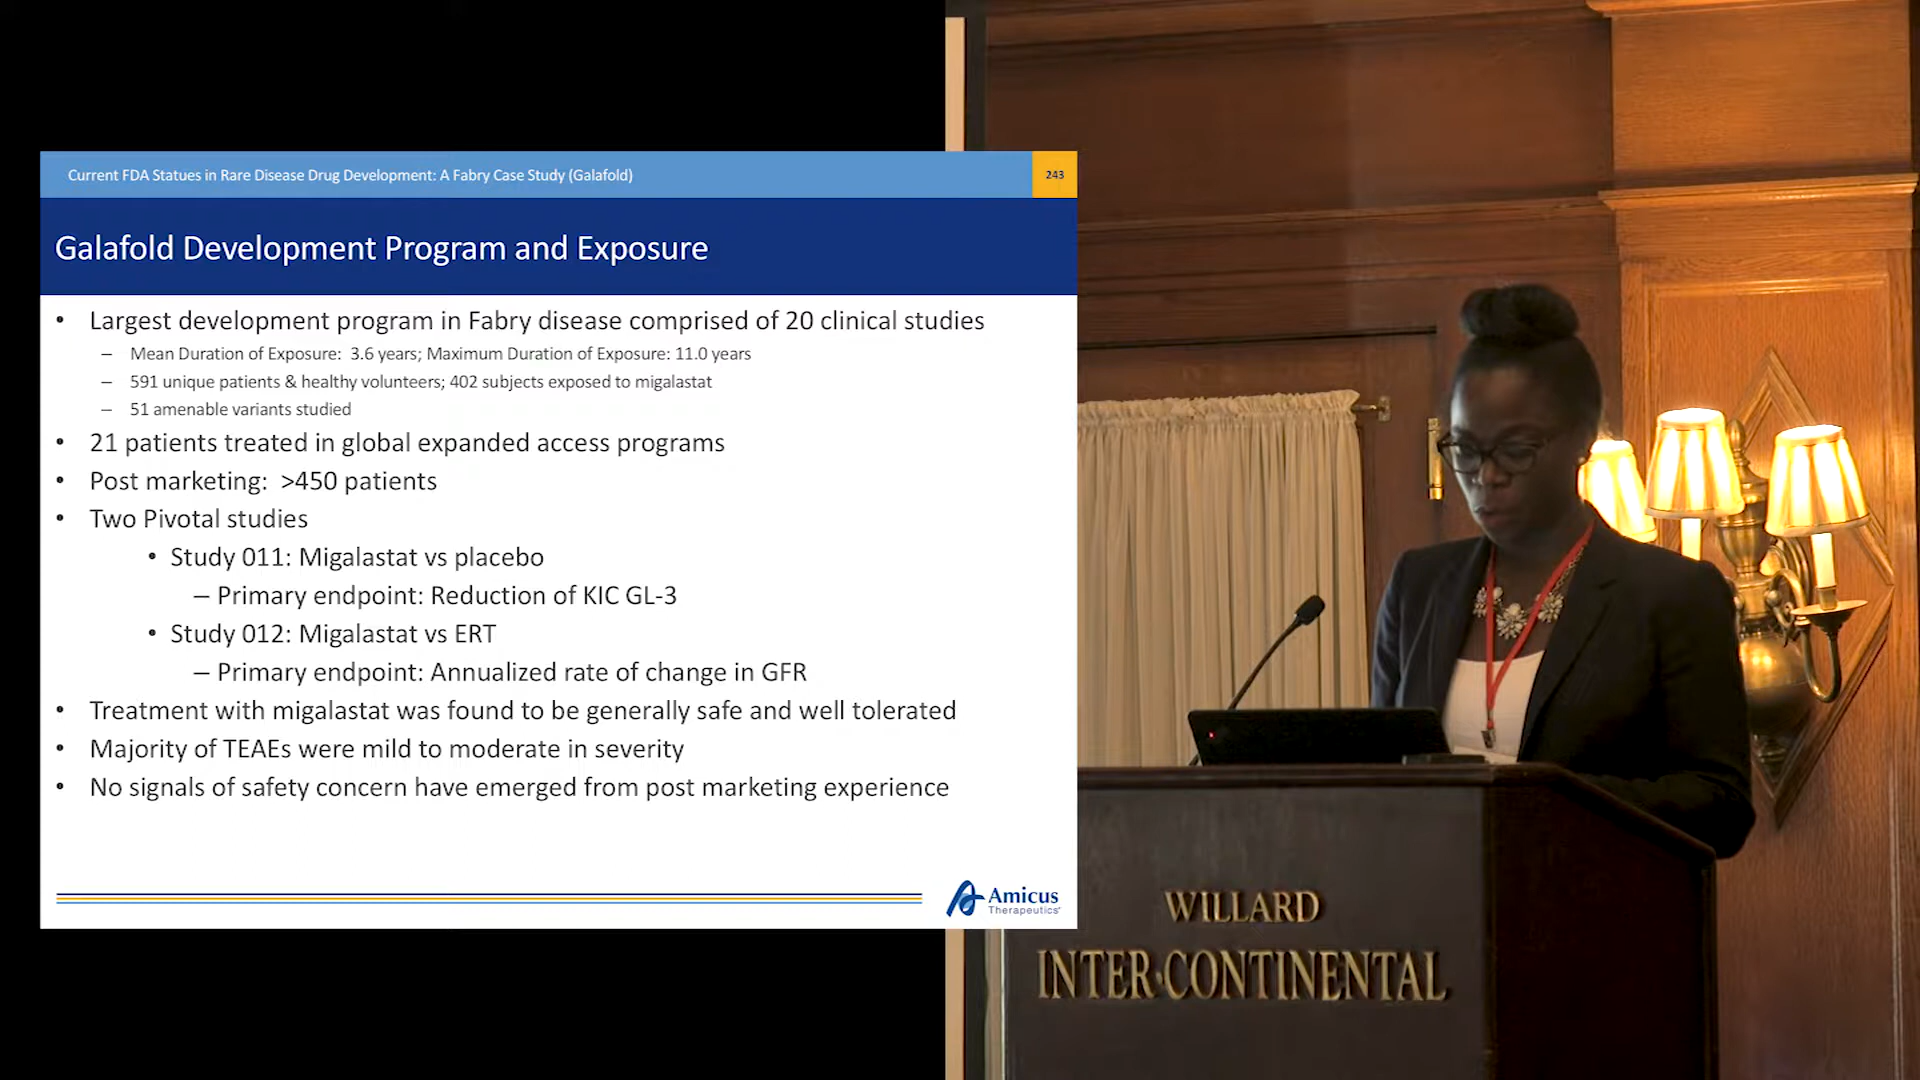 Current FDA Statues in Rare Disease Drug Development: A Fabry Case Study (Galafold)
243
Galafold Development Program and Exposure
• Largest development program in Fabry disease comprised of 20 clinical studies
– Mean Duration of Exposure: 3.6 years; Maximum Duration of Exposure: 11.0 years
– 591 unique patients & healthy volunteers; 402 subjects exposed to migalastat
– 51 amenable variants studied
• 21 patients treated in global expanded access programs
• Post marketing: >450 patients
• Two Pivotal studies
• Study 011: Migalastat vs placebo
– Primary endpoint: Reduction of KIC GL-3
• Study 012: Migalastat vs ERT
– Primary endpoint: Annualized rate of change in GFR
• Treatment with migalastat was found to be generally safe and well tolerated
• Majority of TEAEs were mild to moderate in severity
• No signals of safety concern have emerged from post marketing experience
Amicus
Therapeutics®
WILLARD
INTER·CONTINENTAL